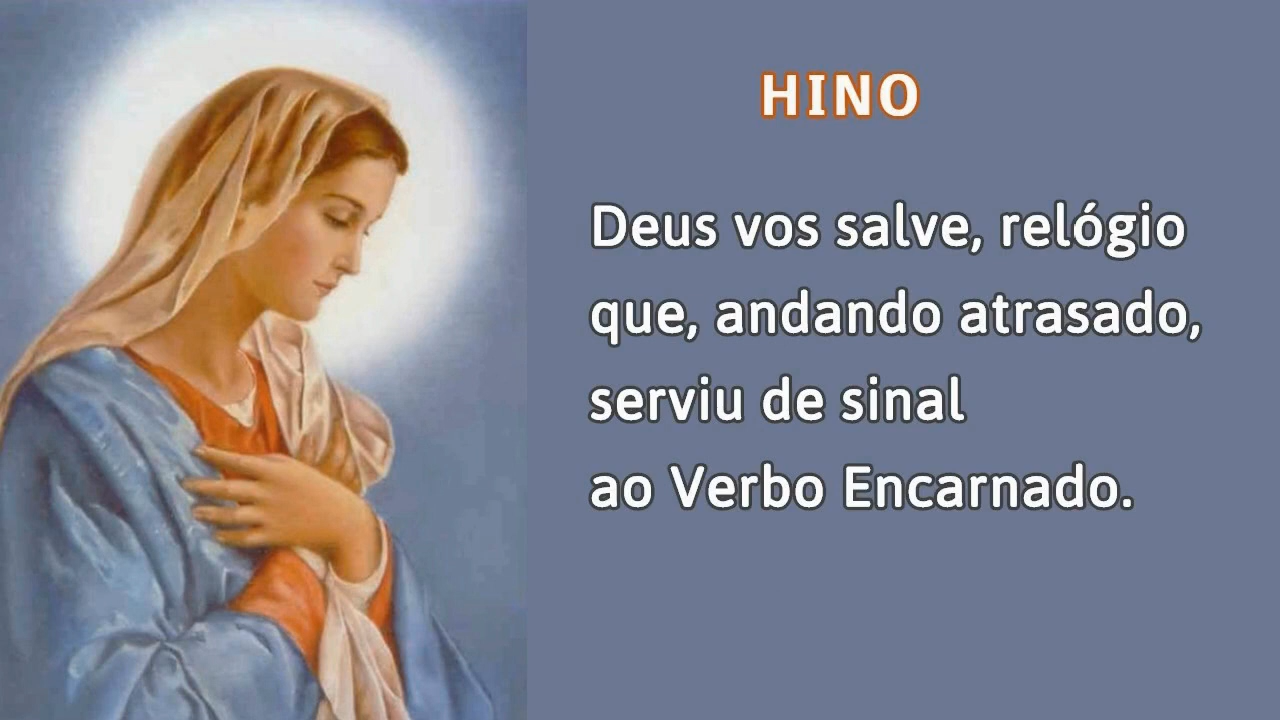 HINO
Deus vos salve, relógio
que, andando atrasado,
serviu de sinal
ao Verbo Encarnado.